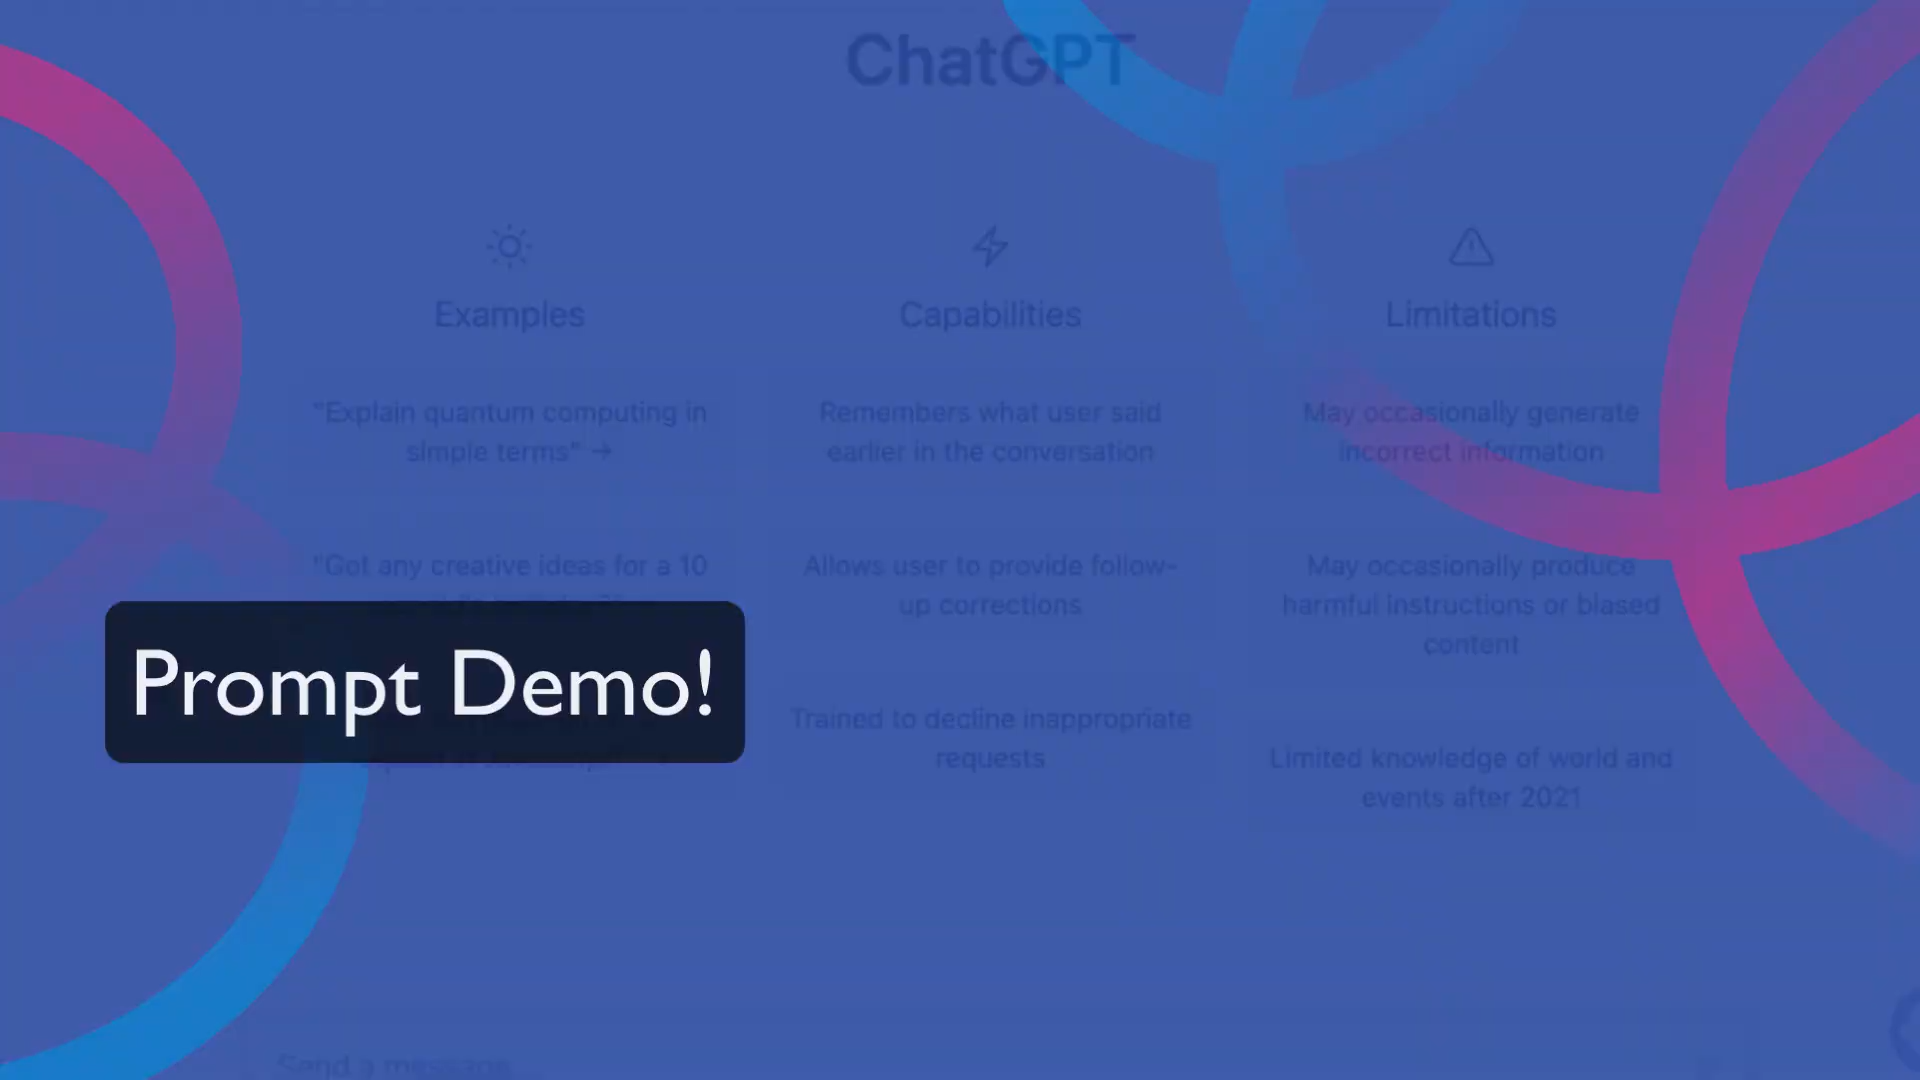 ChatGPT
Examples
Capabilities
Limitations
"Explain quantum computing in
simple terms" →
Remembers what user said
earlier in the conversation
May occasionally generate
incorrect information
"Got any creative ideas for a 10
Allows user to provide follow-
up corrections
May occasionally produce
harmful instructions or biased
content
Prompt Demo!
Trained to decline inappropriate
requests
Limited knowledge of world and
events after 2021
Send a message